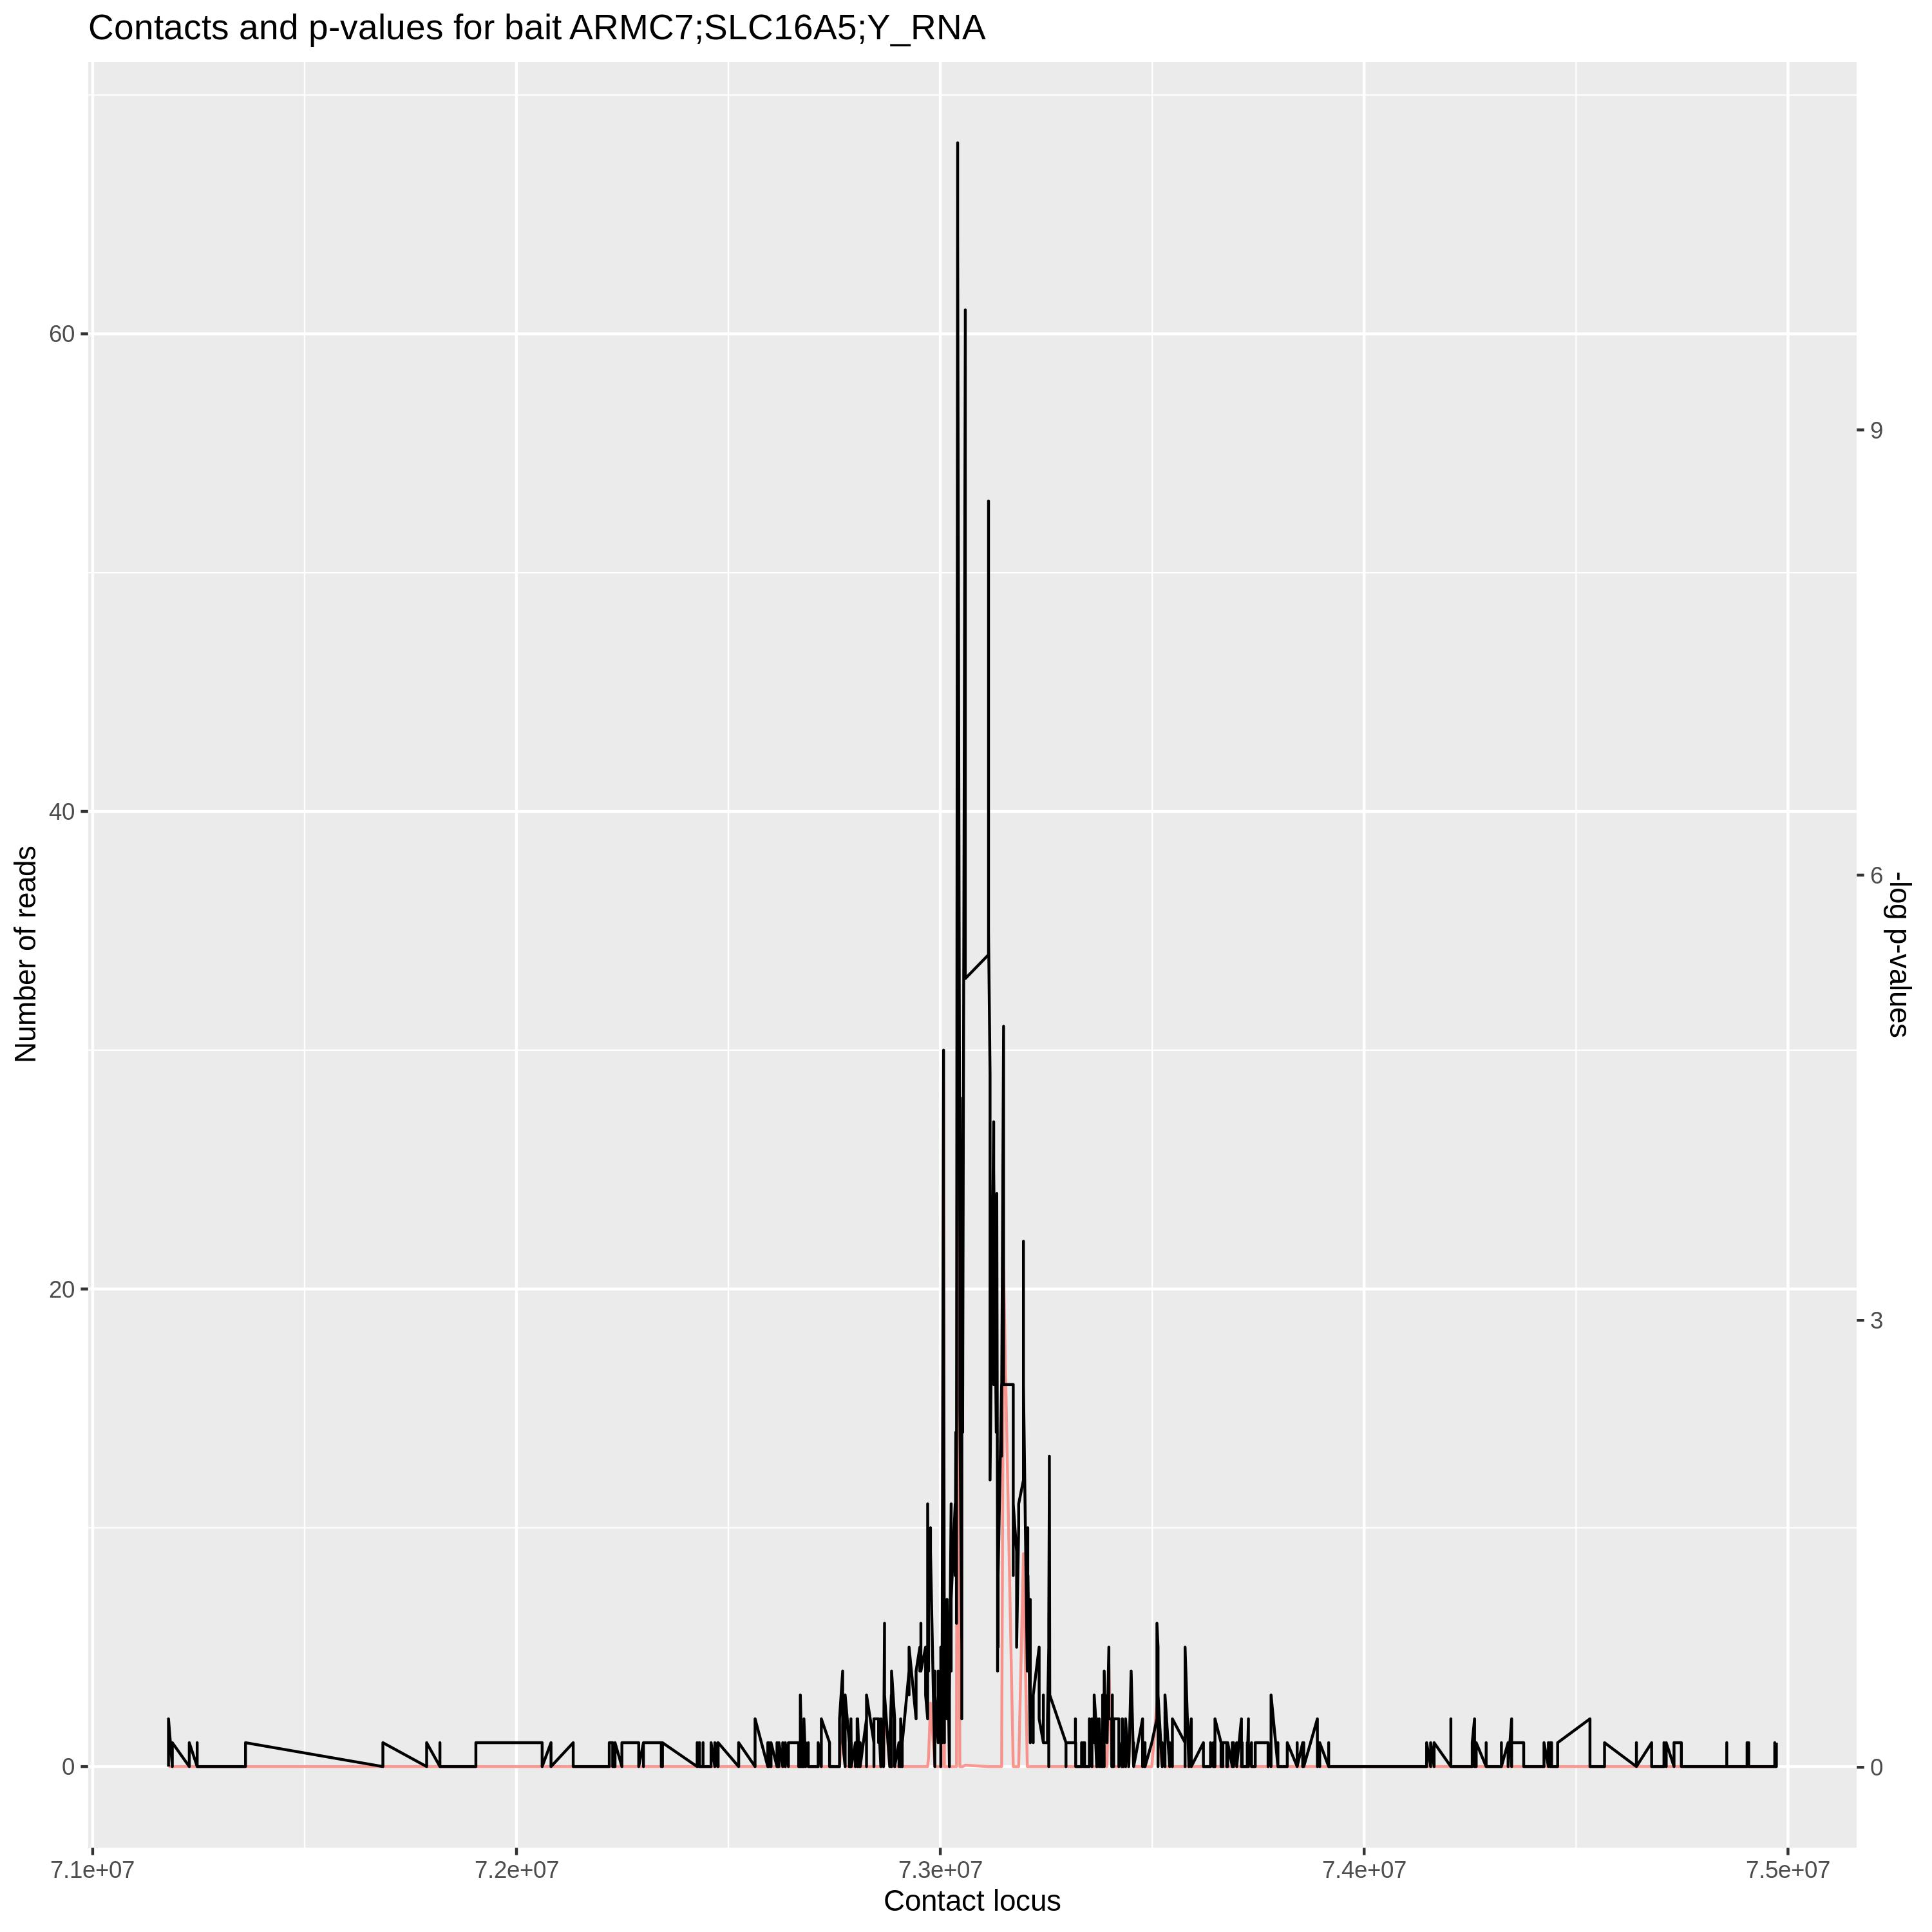 Contacts and p-values for bait ARMC7;SLC16A5;Y_RNA
60
40
20
0
Number of reads
9
6
3
0
-log p-values
7.1e+07
7.2e+07
7.3e+07
7.4e+07
7.5e+07
Contact locus